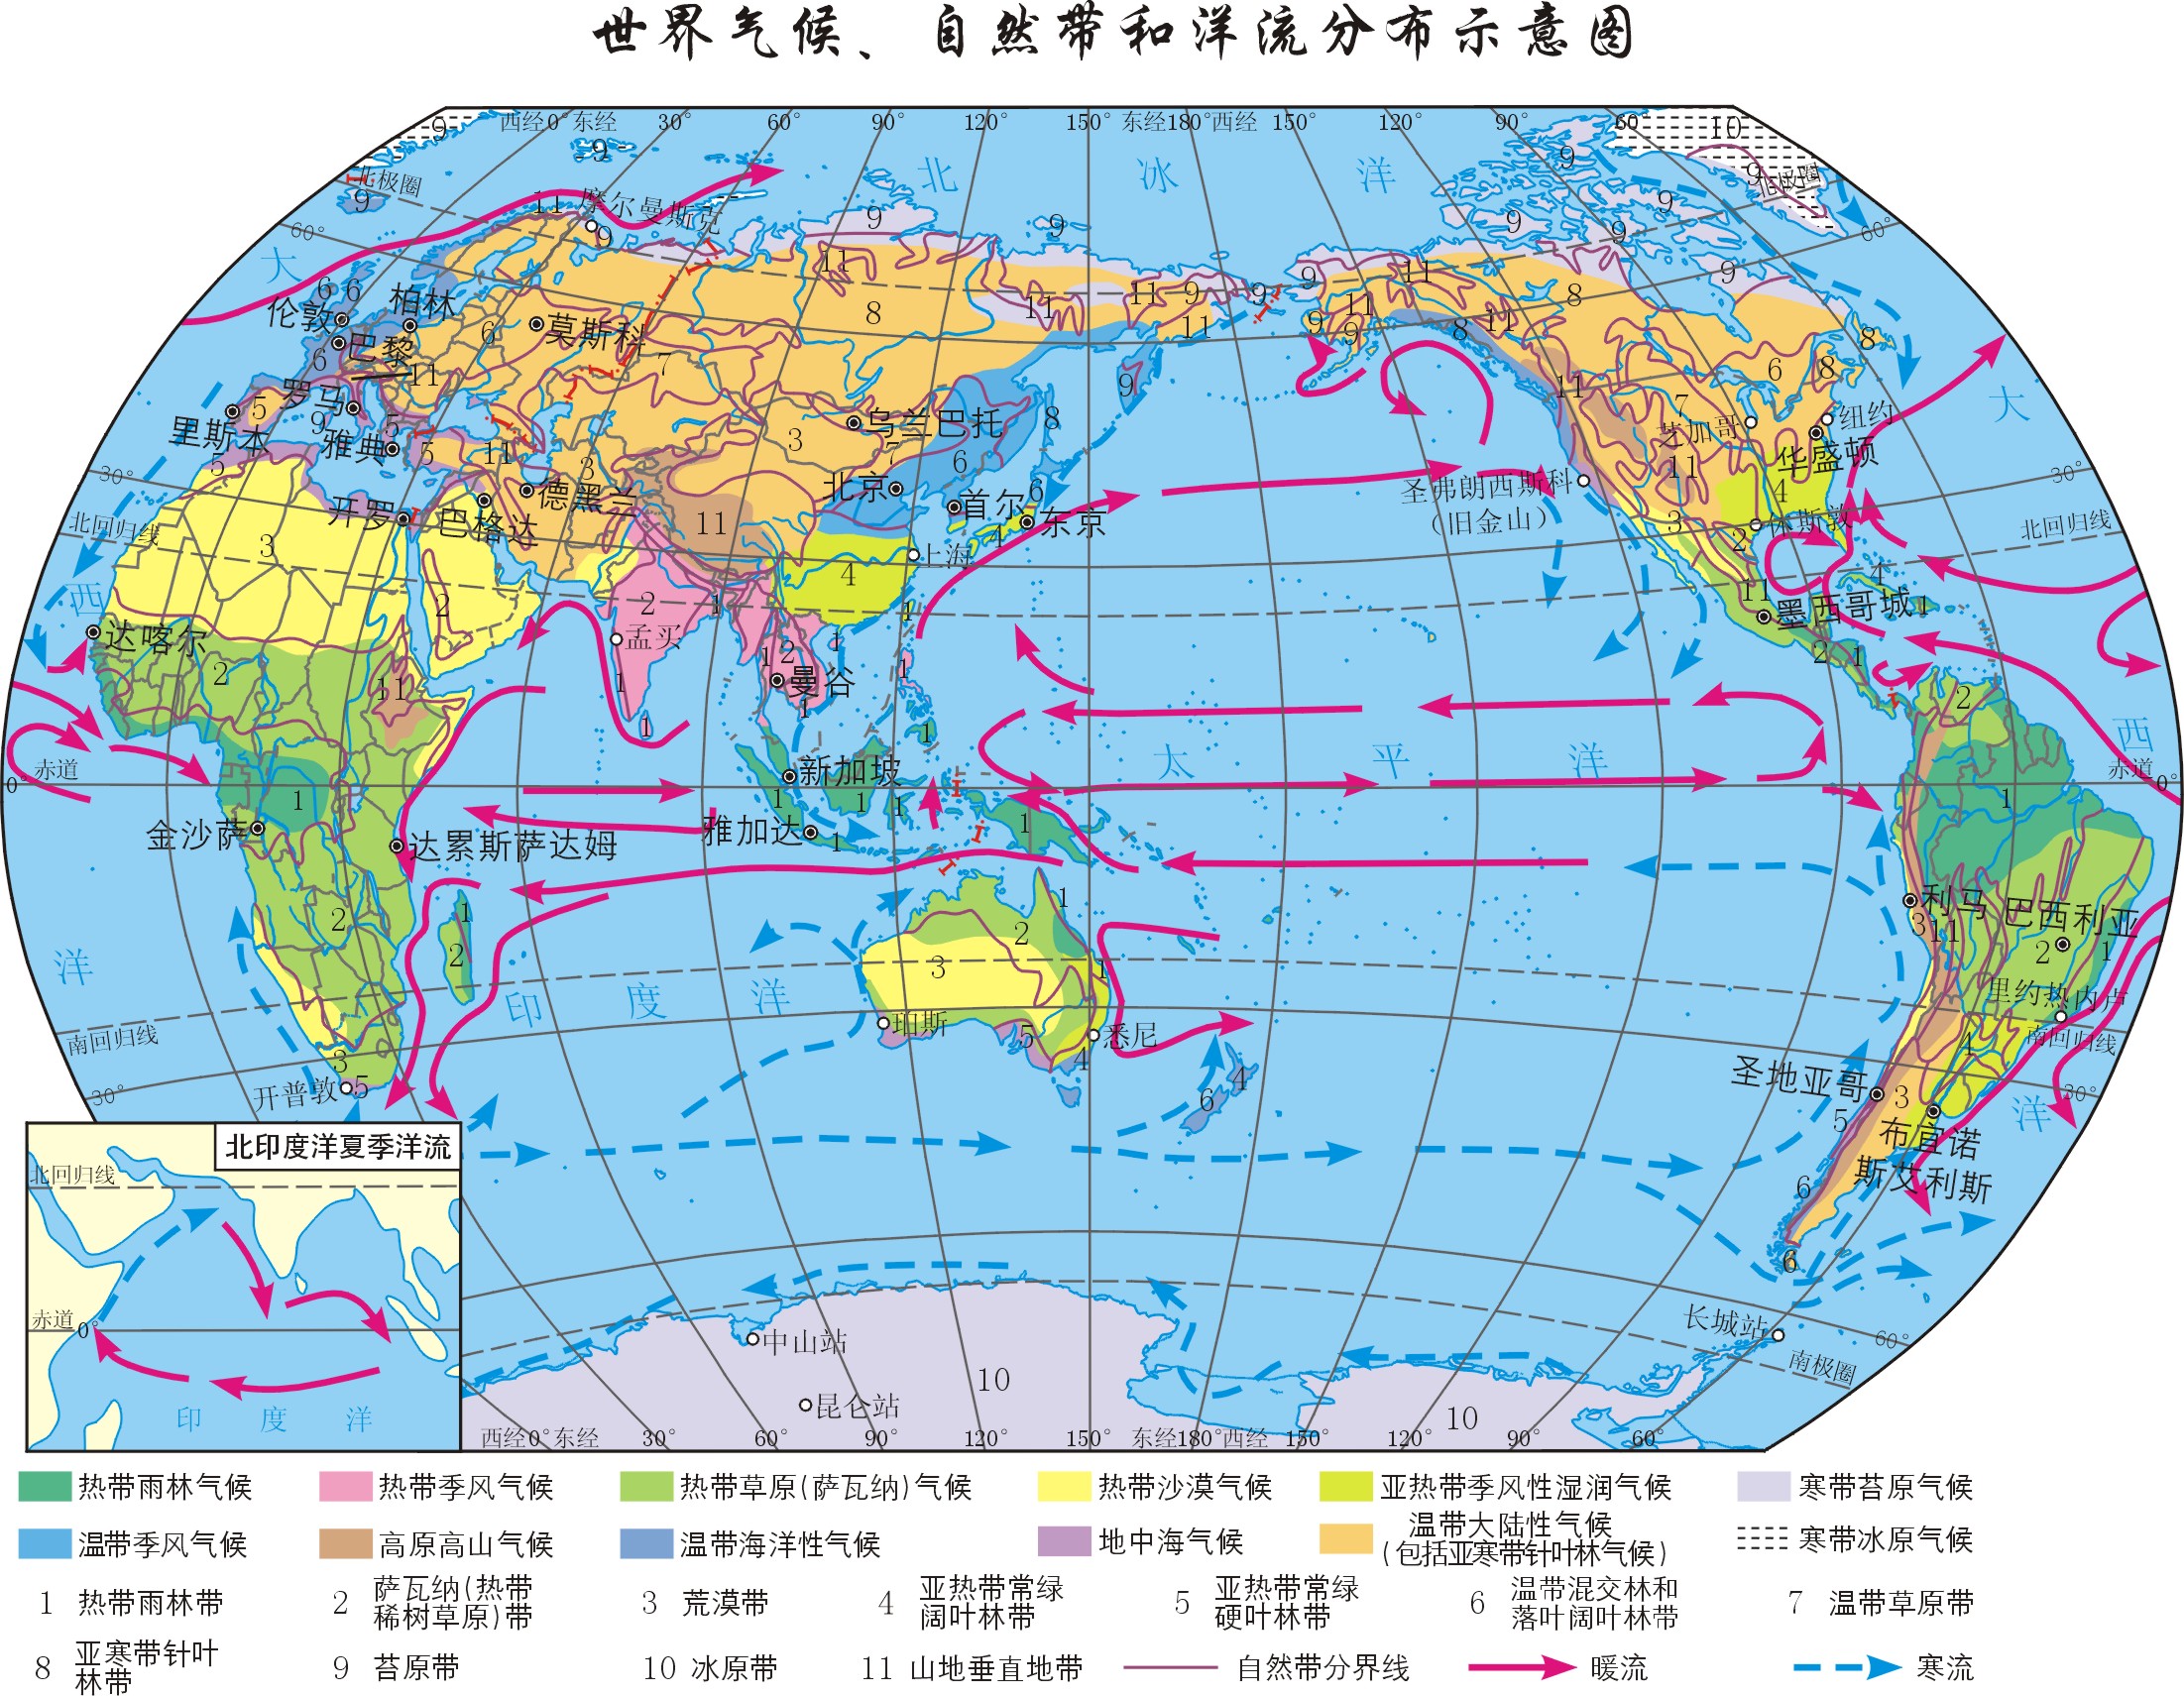 世界气候、自然带和洋流分布示意图
西经0°东经 30° 60° 90° 120° 150° 东经180°西经 150° 120° 90° 60
北冰洋
北极圈
北极圈
60°
60°
摩尔曼斯克
大
西
洋
大
西
洋
伦敦
柏林
莫斯科
巴黎
罗马
里斯本
雅典
乌兰巴托
北京
首尔
东京
上海
芝加哥
纽约
华盛顿
圣弗朗西斯科
(旧金山)
休斯敦
30°
30°
开罗
巴格达
德黑兰
北回归线
北回归线
孟买
曼谷
墨西哥城
达喀尔
太平洋
新加坡
赤道
0°
赤道
0°
金沙萨
达累斯萨达姆
雅加达
利马
巴西利亚
印度洋
珀斯
悉尼
里约热内卢
南回归线
南回归线
开普敦
30°
30°
圣地亚哥
布宜诺
斯艾利斯
北印度洋夏季洋流
北回归线
赤道 0°
印度洋
中山站
昆仑站
长城站
60°
南极圈
10
10
西经0°东经 30° 60° 90° 120° 150° 东经180°西经 150° 120° 90° 60°
热带雨林气候 热带季风气候 热带草原(萨瓦纳)气候 热带沙漠气候 亚热带季风性湿润气候 寒带苔原气候
温带季风气候 高原高山气候 温带海洋性气候 地中海气候 温带大陆性气候
(包括亚寒带针叶林气候) 寒带冰原气候
1 热带雨林带 2 萨瓦纳(热带
稀树草原)带 3 荒漠带 4 亚热带常绿
阔叶林带 5 亚热带常绿
硬叶林带 6 温带混交林和
落叶阔叶林带 7 温带草原带
8 亚寒带针叶
林带 9 苔原带 10 冰原带 11 山地垂直地带 自然带分界线 暖流 寒流